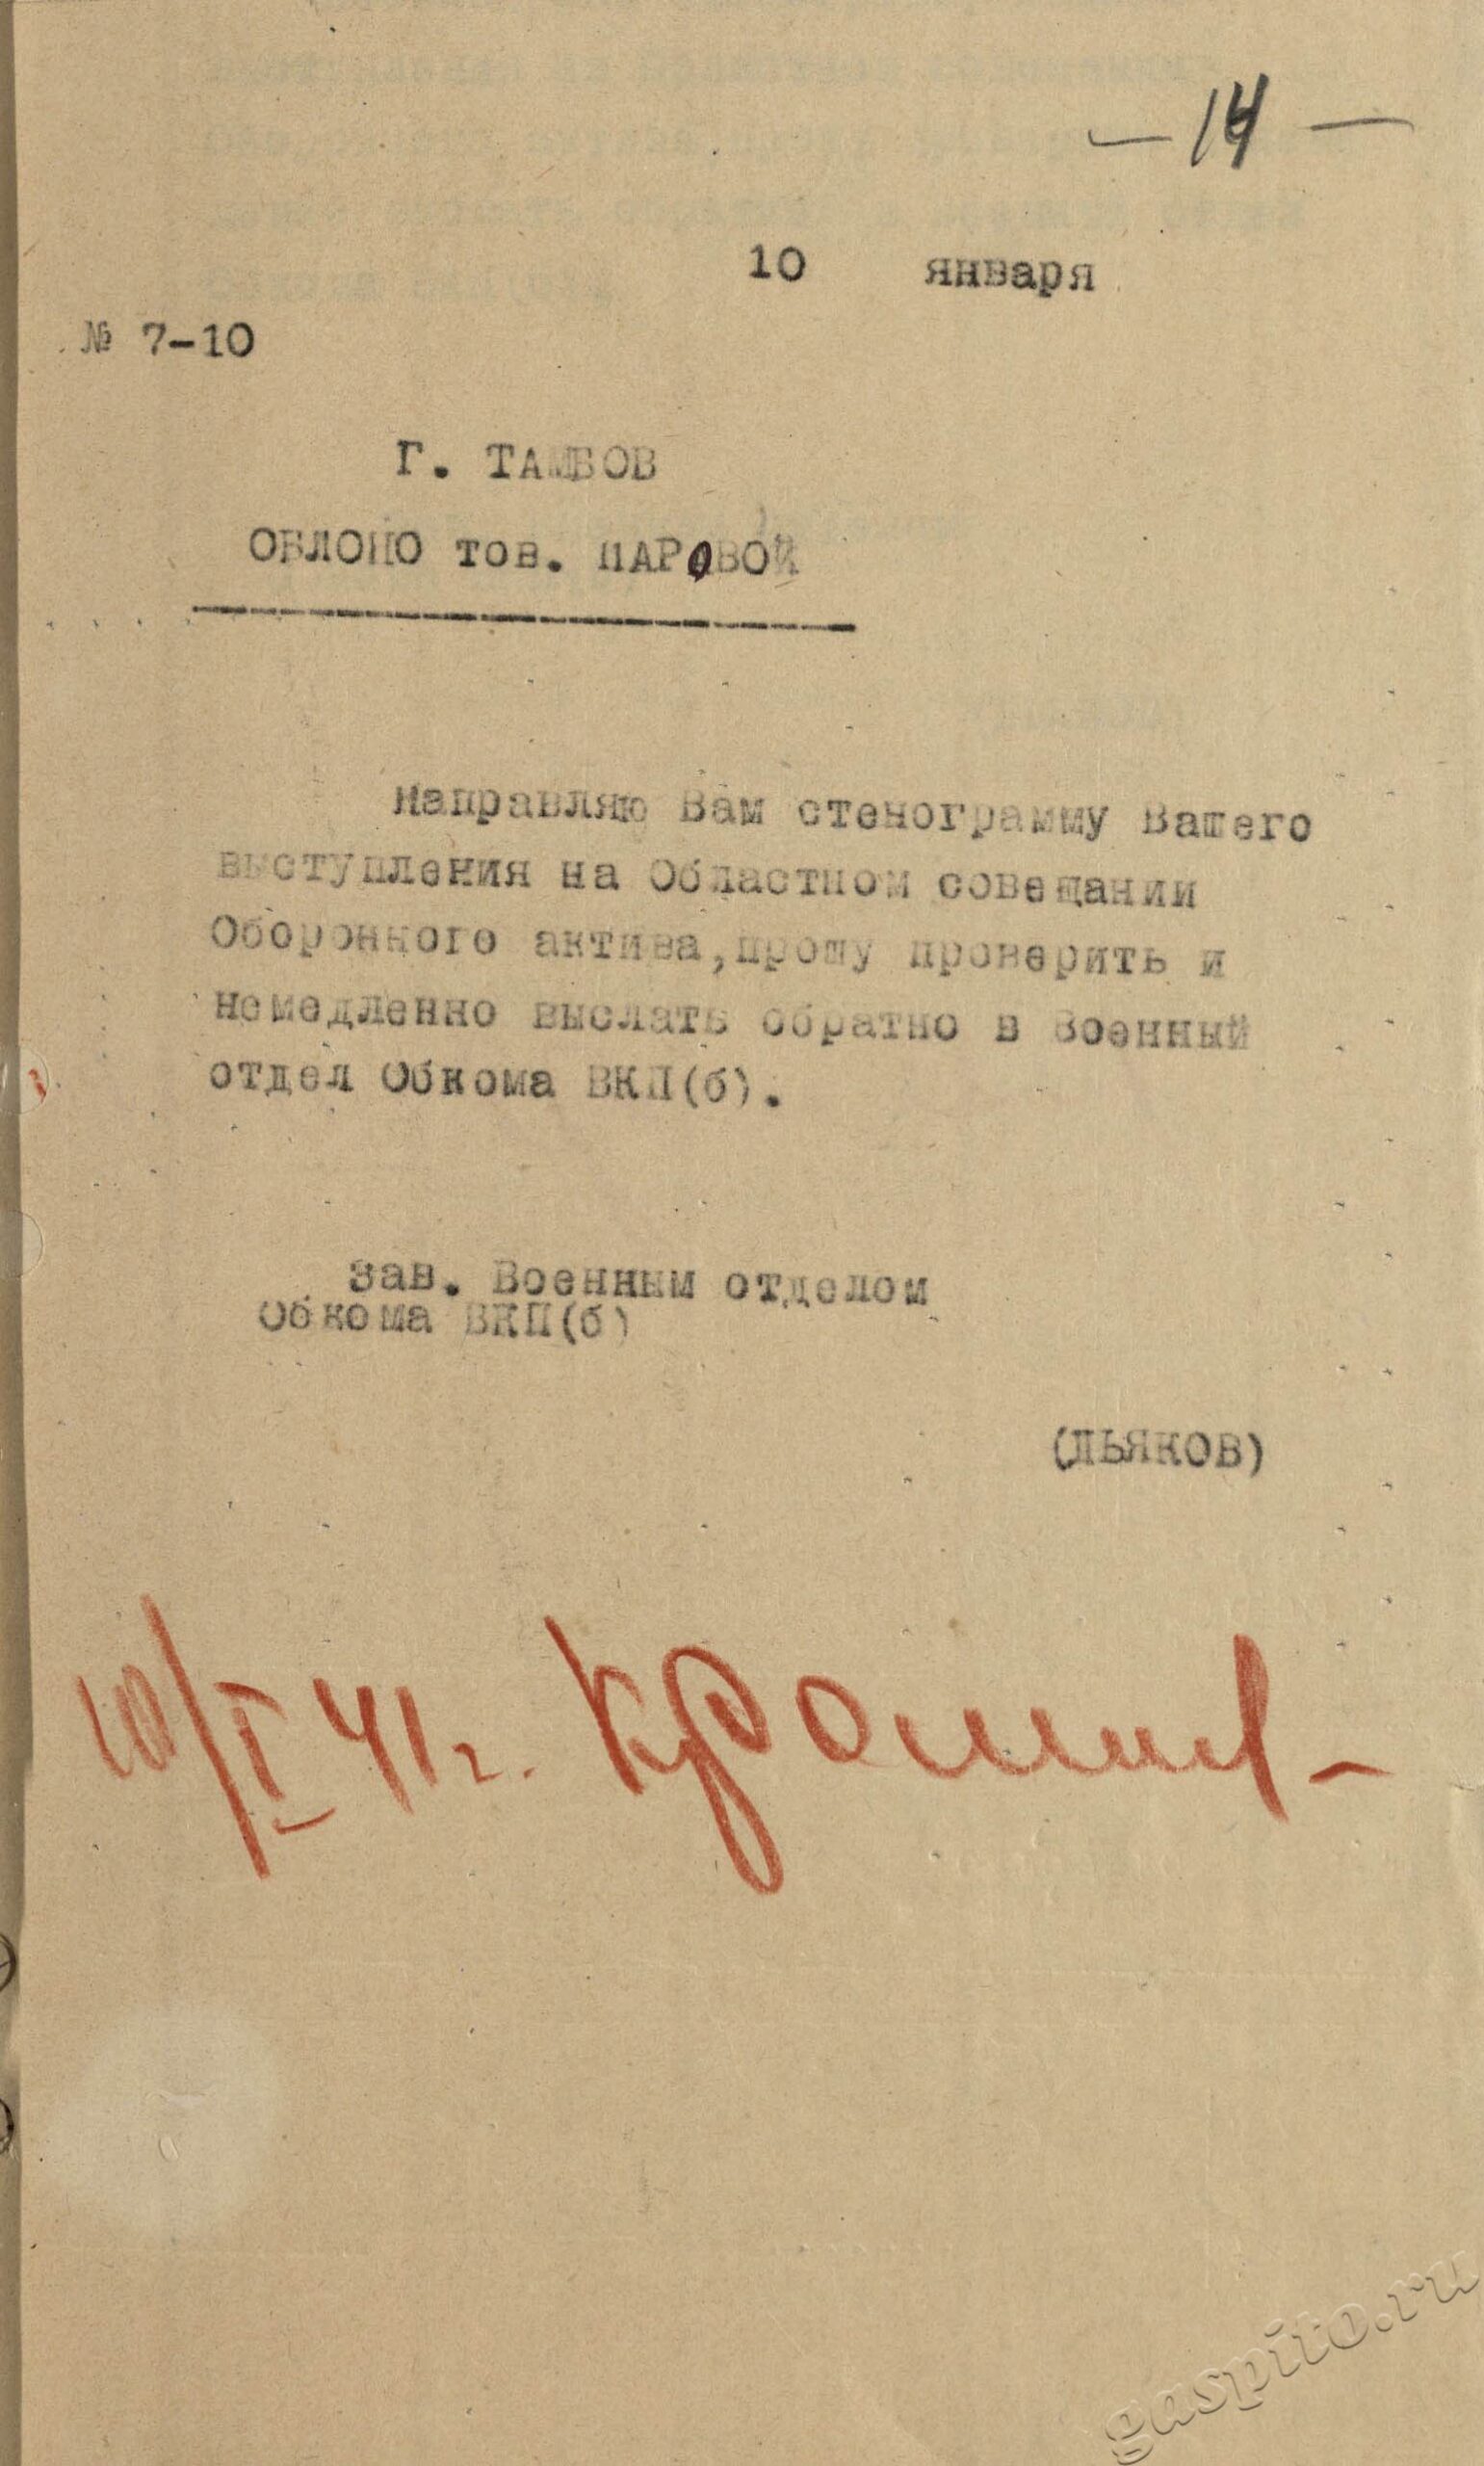 — 14 —
10 января
№ 7-10
Г. ТАМБОВ
ОБЛОНО тов. ПАРОВОЙ
Направляю Вам стенограмму Вашего
выступления на Областном совещании
Оборонного актива, прошу проверить и
немедленно выслать обратно в Военный
отдел Обкома ВКП(б).
Зав. Военным отделом
Обкома ВКП(б)
(ДЬЯКОВ)
10/I 41г.
gaspito.ru